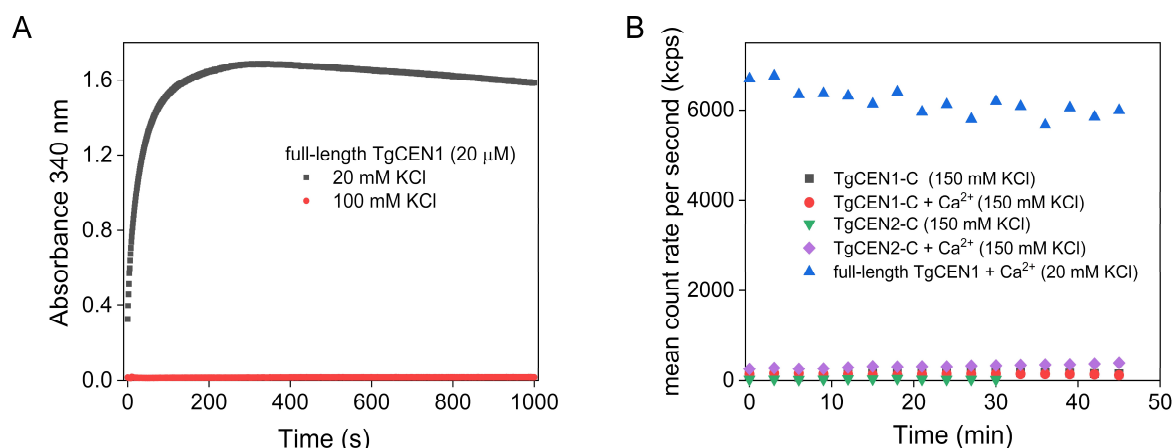 A
Absorbance 340 nm
1.6
1.2
0.8
0.4
0.0
full-length TgCEN1 (20 μM)
20 mM KCl
100 mM KCl
0
200
400
600
800
1000
Time (s)
B
mean count rate per second (kcps)
6000
4000
2000
0
TgCEN1-C (150 mM KCl)
TgCEN1-C + Ca²⁺ (150 mM KCl)
TgCEN2-C (150 mM KCl)
TgCEN2-C + Ca²⁺ (150 mM KCl)
full-length TgCEN1 + Ca²⁺ (20 mM KCl)
0
10
20
30
40
50
Time (min)